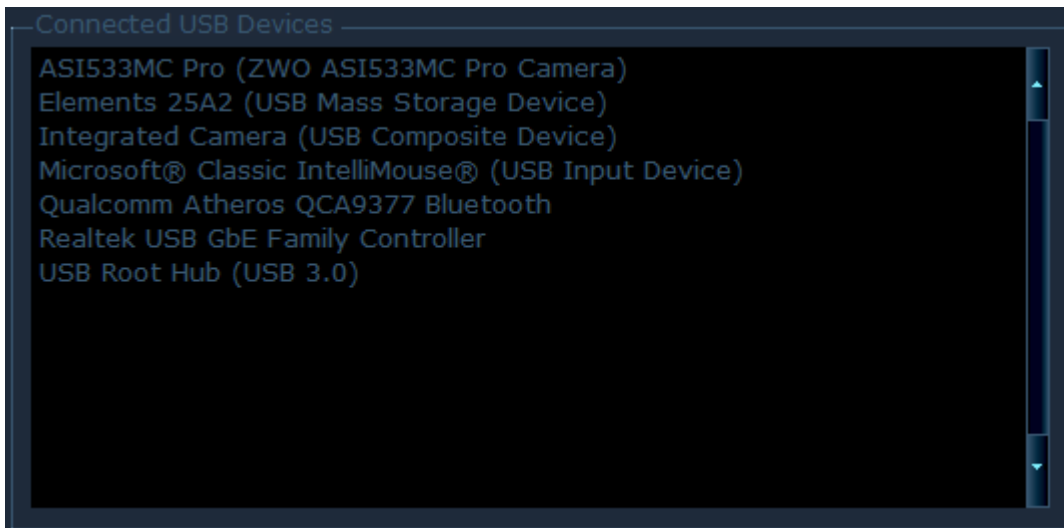 Connected USB Devices
ASI533MC Pro (ZWO ASI533MC Pro Camera)
Elements 25A2 (USB Mass Storage Device)
Integrated Camera (USB Composite Device)
Microsoft® Classic IntelliMouse® (USB Input Device)
Qualcomm Atheros QCA9377 Bluetooth
Realtek USB GbE Family Controller
USB Root Hub (USB 3.0)